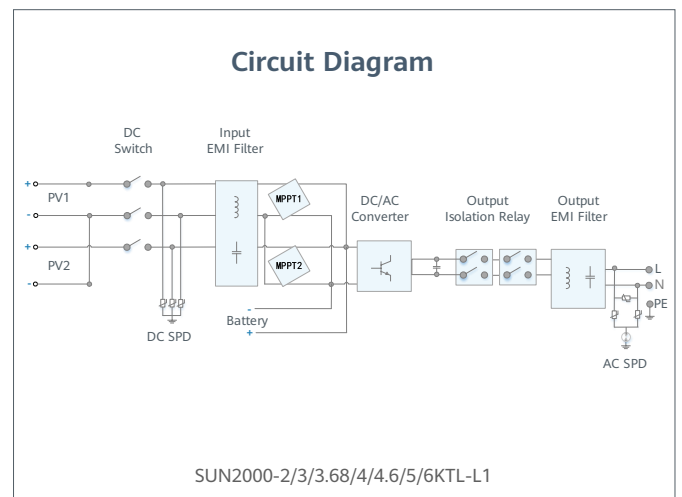 Circuit Diagram
DC
Switch
Input
EMI Filter
DC/AC
Converter
Output
Isolation Relay
Output
EMI Filter
+
PV1
-
+
PV2
-
MPPT1
MPPT2
L
N
PE
-
Battery
+
DC SPD
AC SPD
SUN2000-2/3/3.68/4/4.6/5/6KTL-L1